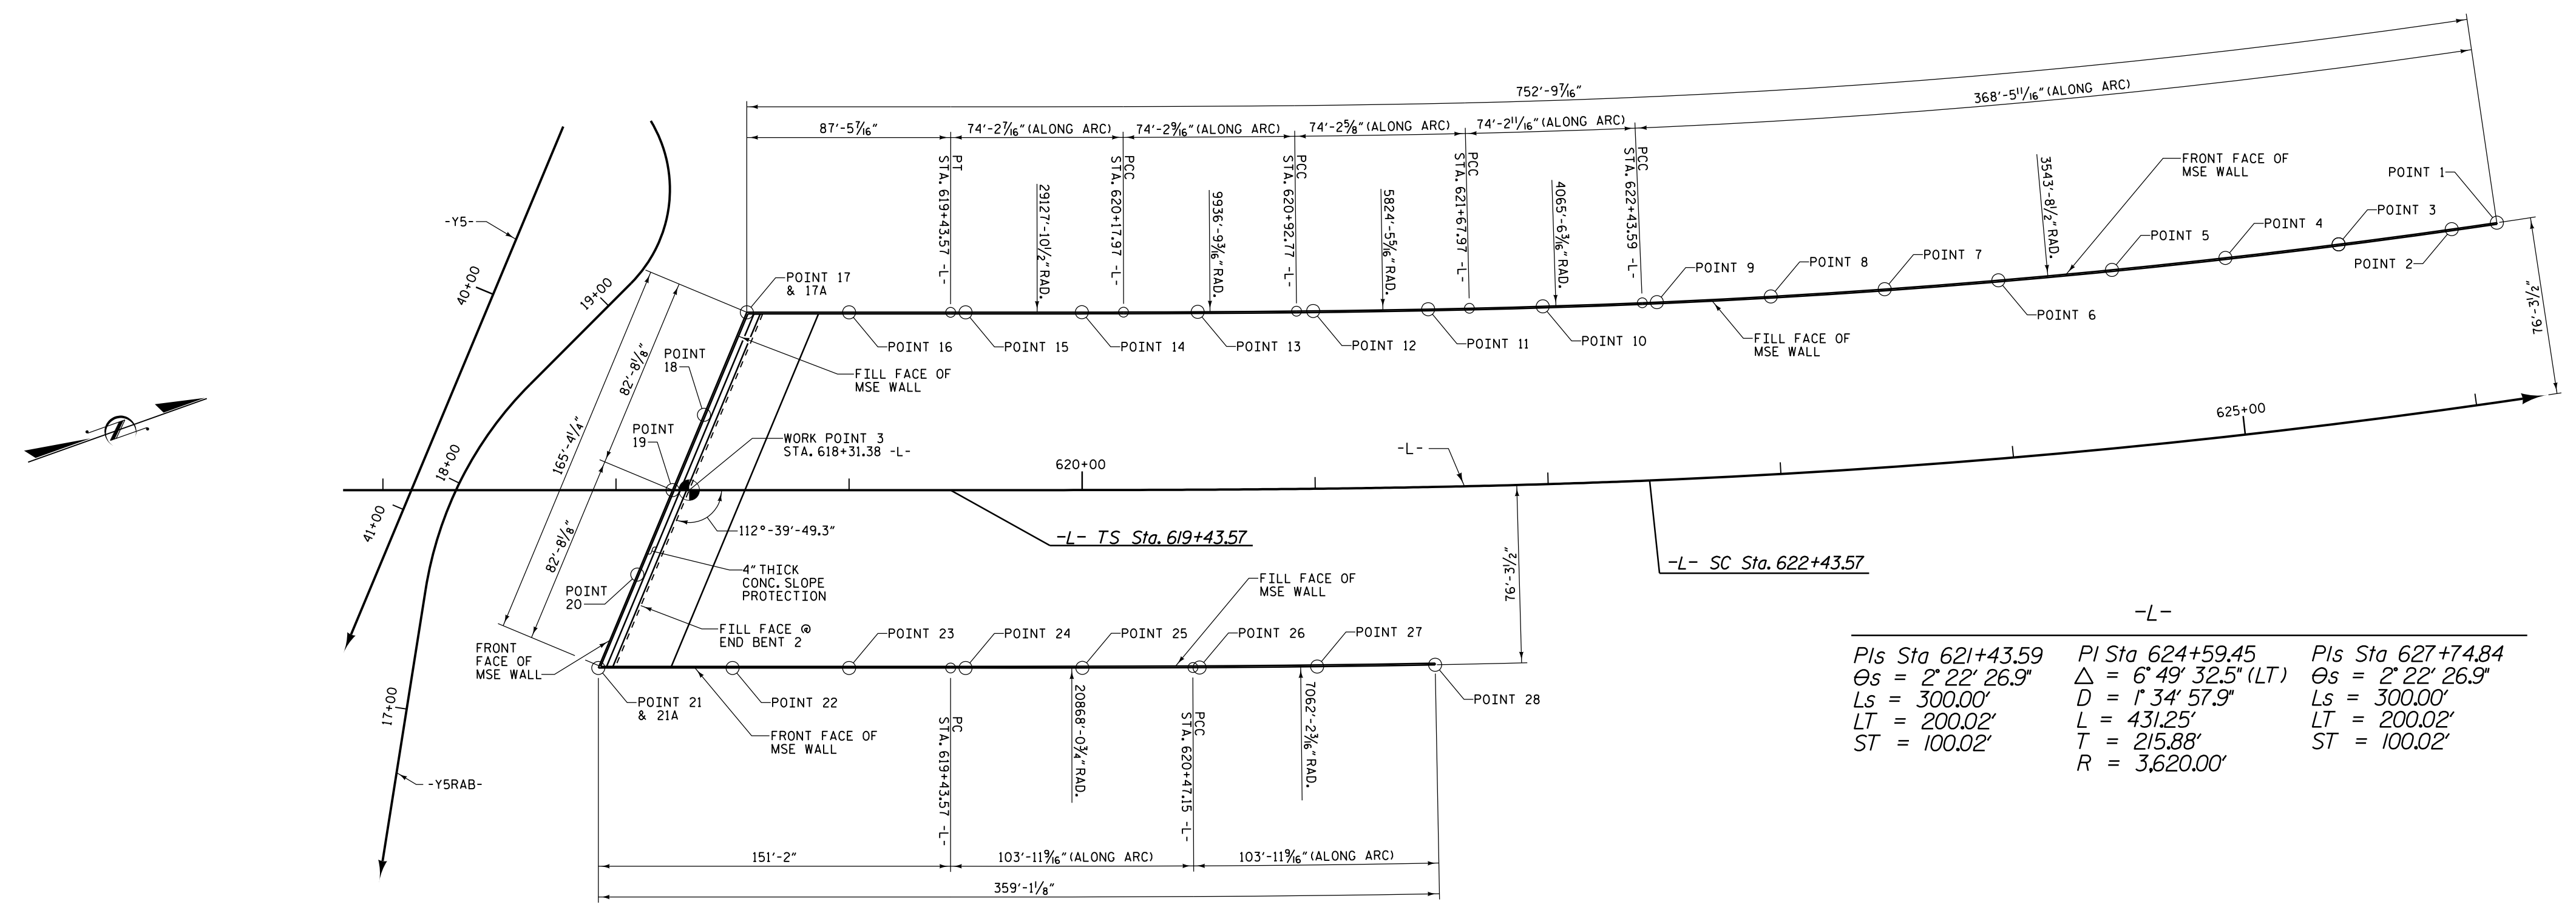 752'-9 7/16"
368'-5 11/16" (ALONG ARC)
87'-5 7/16"
74'-2 7/16" (ALONG ARC)
74'-2 9/16" (ALONG ARC)
74'-2 5/8" (ALONG ARC)
74'-2 11/16" (ALONG ARC)
PT
STA. 619+43.57 -L-
29127'-10 1/2" RAD.
PCC
STA. 620+17.97 -L-
9936'-9 3/16" RAD.
PCC
STA. 620+92.77 -L-
5824'-5 5/16" RAD.
PCC
STA. 621+67.97 -L-
4065'-6 3/16" RAD.
PCC
STA. 622+43.59 -L-
3543'-8 1/2" RAD.
FRONT FACE OF
MSE WALL
POINT 1
POINT 2
POINT 3
POINT 4
POINT 5
POINT 6
POINT 7
POINT 8
POINT 9
POINT 10
POINT 11
POINT 12
POINT 13
POINT 14
POINT 15
POINT 16
POINT 17
& 17A
FILL FACE OF
MSE WALL
76'-3 1/2"
-Y5-
40+00
41+00
19+00
18+00
17+00
-Y5RAB-
165'-4 1/4"
82'-8 1/8"
82'-8 1/8"
POINT
18
POINT
19
POINT
20
FILL FACE OF
MSE WALL
WORK POINT 3
STA. 618+31.38 -L-
620+00
-L-
625+00
112°-39'-49.3"
-L- TS Sta. 619+43.57
-L- SC Sta. 622+43.57
4" THICK
CONC. SLOPE
PROTECTION
FILL FACE @
END BENT 2
FRONT
FACE OF
MSE WALL
FILL FACE OF
MSE WALL
76'-3 1/2"
POINT 21
& 21A
POINT 22
POINT 23
POINT 24
POINT 25
POINT 26
POINT 27
POINT 28
FRONT FACE OF
MSE WALL
PC
STA. 619+43.57 -L-
20868'-0 3/4" RAD.
PCC
STA. 620+47.15 -L-
7062'-2 3/16" RAD.
151'-2"
103'-11 9/16" (ALONG ARC)
103'-11 9/16" (ALONG ARC)
359'-1 1/8"
-L-
PIs Sta 621+43.59
θs = 2° 22' 26.9"
Ls = 300.00'
LT = 200.02'
ST = 100.02'
PI Sta 624+59.45
Δ = 6° 49' 32.5" (LT)
D = 1° 34' 57.9"
L = 431.25'
T = 215.88'
R = 3,620.00'
PIs Sta 627+74.84
θs = 2° 22' 26.9"
Ls = 300.00'
LT = 200.02'
ST = 100.02'